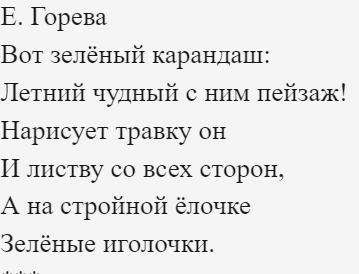 Е. Горева
Вот зелёный карандаш:
Летний чудный с ним пейзаж!
Нарисует травку он
И листву со всех сторон,
А на стройной ёлочке
Зелёные иголочки.
***